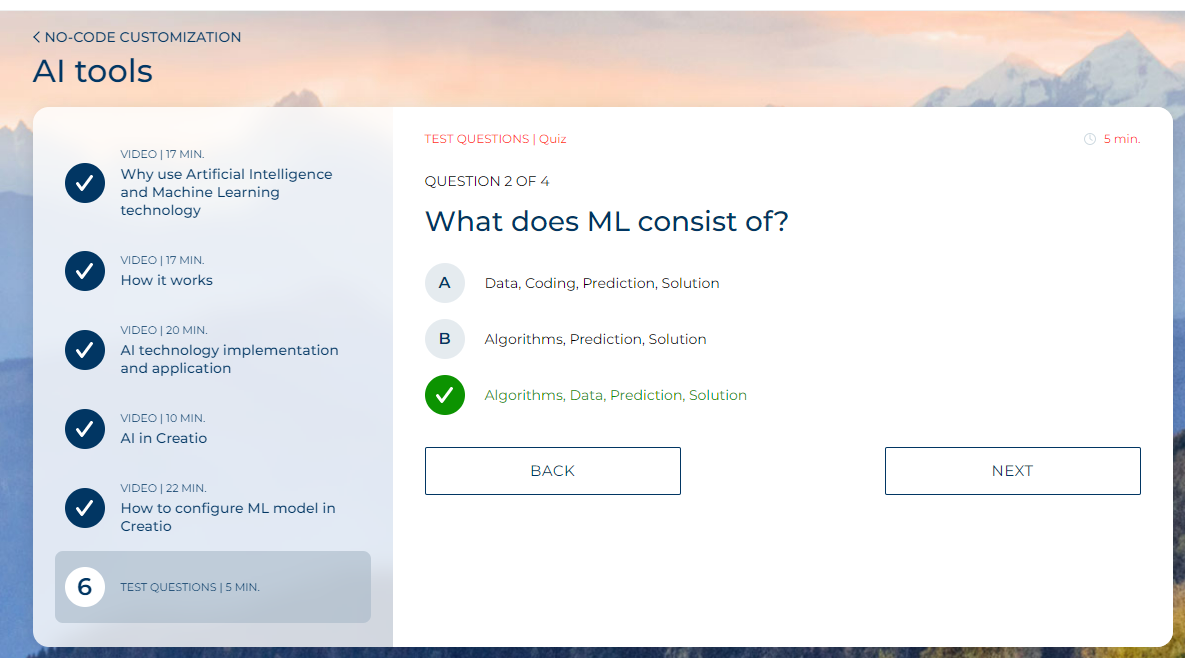 NO-CODE CUSTOMIZATION
AI tools
VIDEO | 17 MIN.
Why use Artificial Intelligence
and Machine Learning
technology
VIDEO | 17 MIN.
How it works
VIDEO | 20 MIN.
AI technology implementation
and application
VIDEO | 10 MIN.
AI in Creatio
VIDEO | 22 MIN.
How to configure ML model in
Creatio
6
TEST QUESTIONS | 5 MIN.
TEST QUESTIONS | Quiz
5 min.
QUESTION 2 OF 4
What does ML consist of?
A Data, Coding, Prediction, Solution
B Algorithms, Prediction, Solution
Algorithms, Data, Prediction, Solution
BACK
NEXT